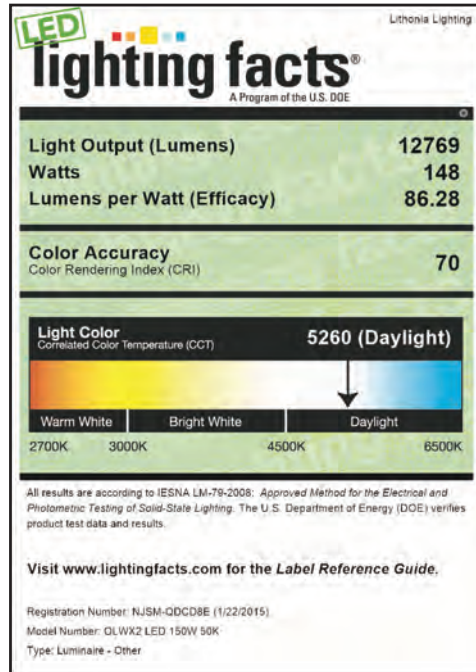 Lithonia Lighting
LED
lighting facts®
A Program of the U.S. DOE
Light Output (Lumens) 12769
Watts 148
Lumens per Watt (Efficacy) 86.28
Color Accuracy
Color Rendering Index (CRI) 70
Light Color
Correlated Color Temperature (CCT) 5260 (Daylight)
Warm White Bright White Daylight
2700K 3000K 4500K 6500K
All results are according to IESNA LM-79-2008: Approved Method for the Electrical and
Photometric Testing of Solid-State Lighting. The U.S. Department of Energy (DOE) verifies
product test data and results.
Visit www.lightingfacts.com for the Label Reference Guide.
Registration Number: NJSM-QDCD8E (1/22/2015)
Model Number: OLWX2 LED 150W 50K
Type: Luminaire - Other